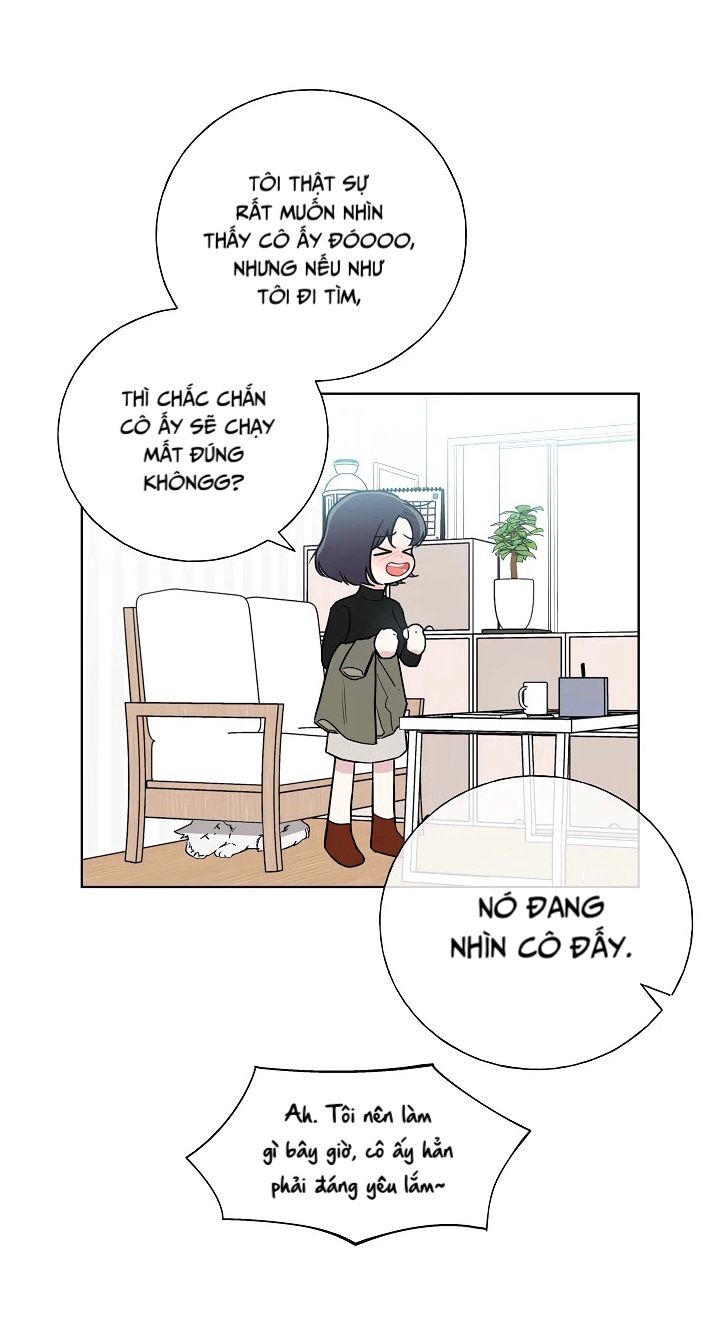 TÔI THẬT SỰ
RẤT MUỐN NHÌN
THẤY CÔ ẤY ĐÓOOO,
NHƯNG NẾU NHƯ
TÔI ĐI TÌM,
THÌ CHẮC CHẮN
CÔ ẤY SẼ CHẠY
MẤT ĐÚNG
KHÔNGG?
NÓ ĐANG
NHÌN CÔ ĐẤY.
Ah. Tôi nên làm
gì bây giờ, cô ấy hẳn
phải đáng yêu lắm~